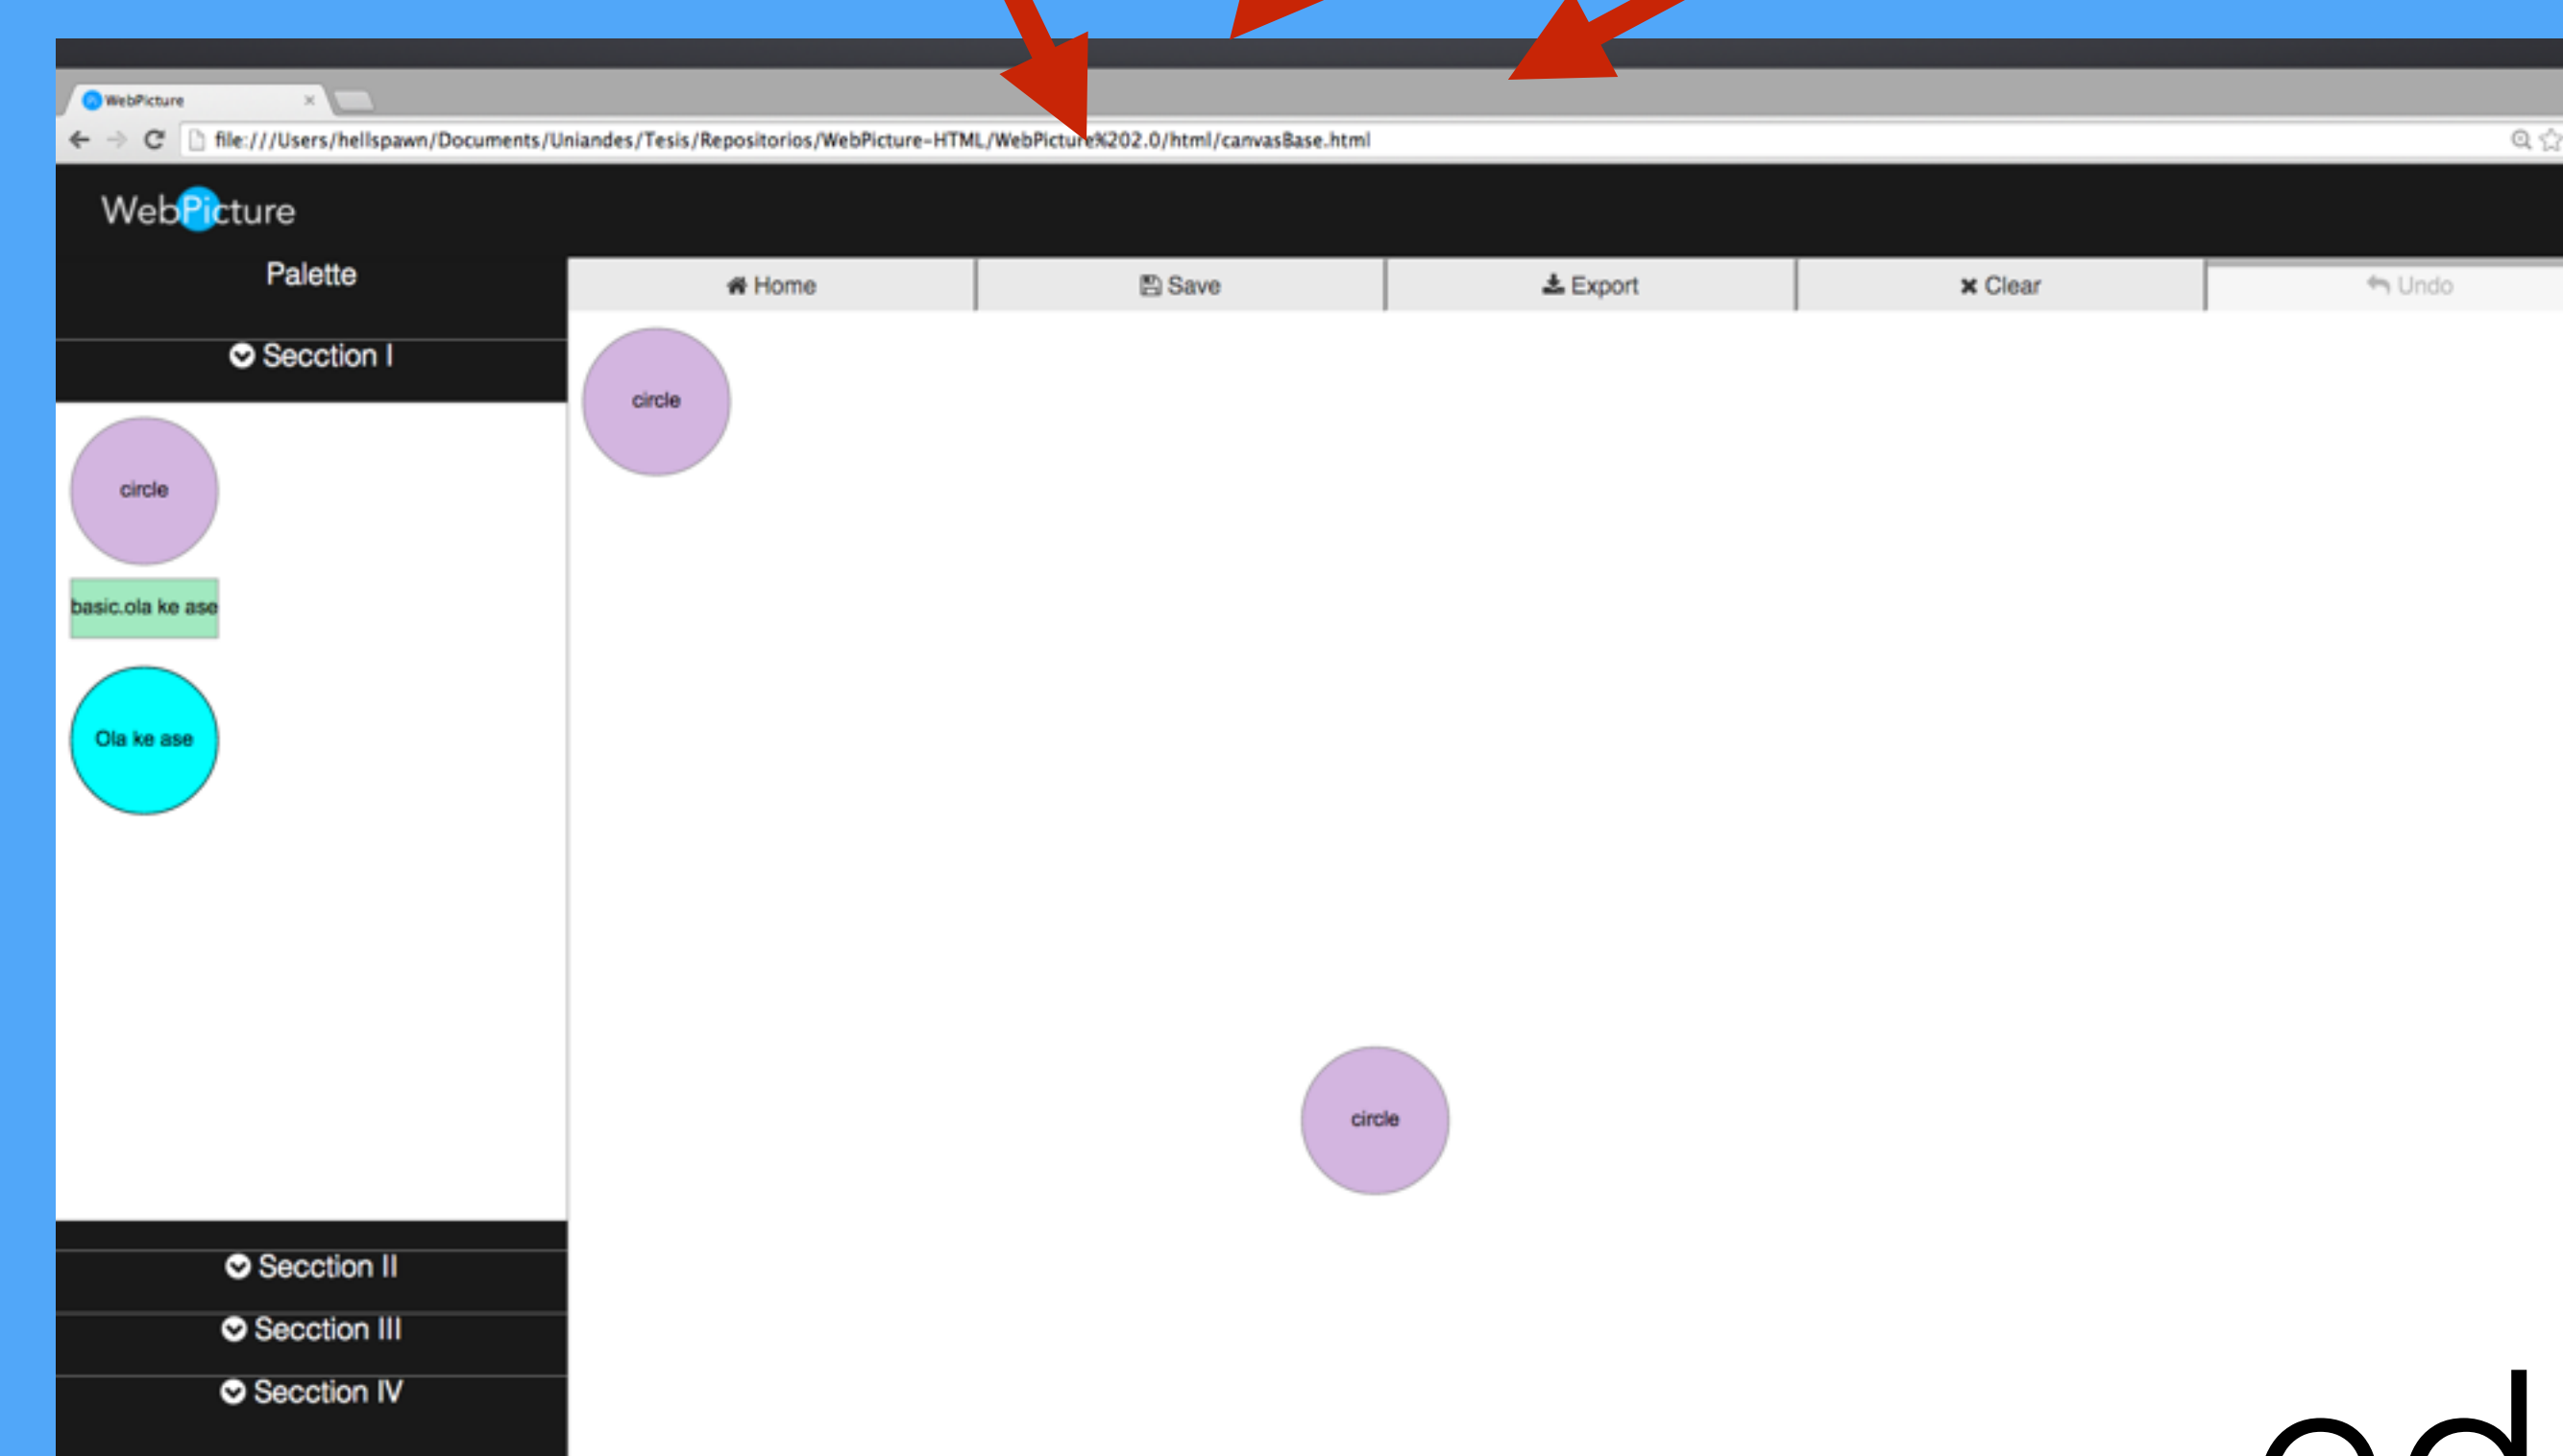 WebPicture
file:///Users/hellspawn/Documents/Uniandes/Tesis/Repositorios/WebPicture-HTML/WebPicture%202.0/html/canvasBase.html
WebPicture
Palette
Home
Save
Export
Clear
Undo
Secction I
circle
circle
basic.ola ke ase
Ola ke ase
circle
Secction II
Secction III
Secction IV
ed